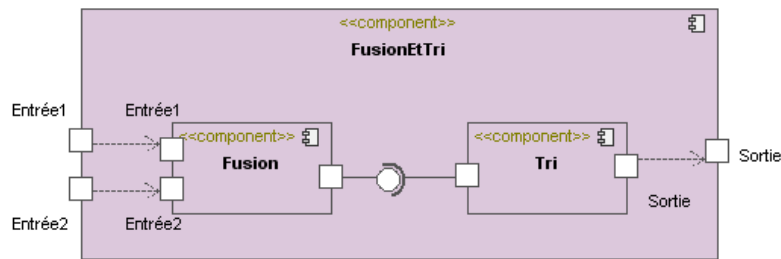 <<component>>
FusionEtTri
Entrée1
Entrée1
<<component>>
Fusion
<<component>>
Tri
Sortie
Sortie
Entrée2
Entrée2